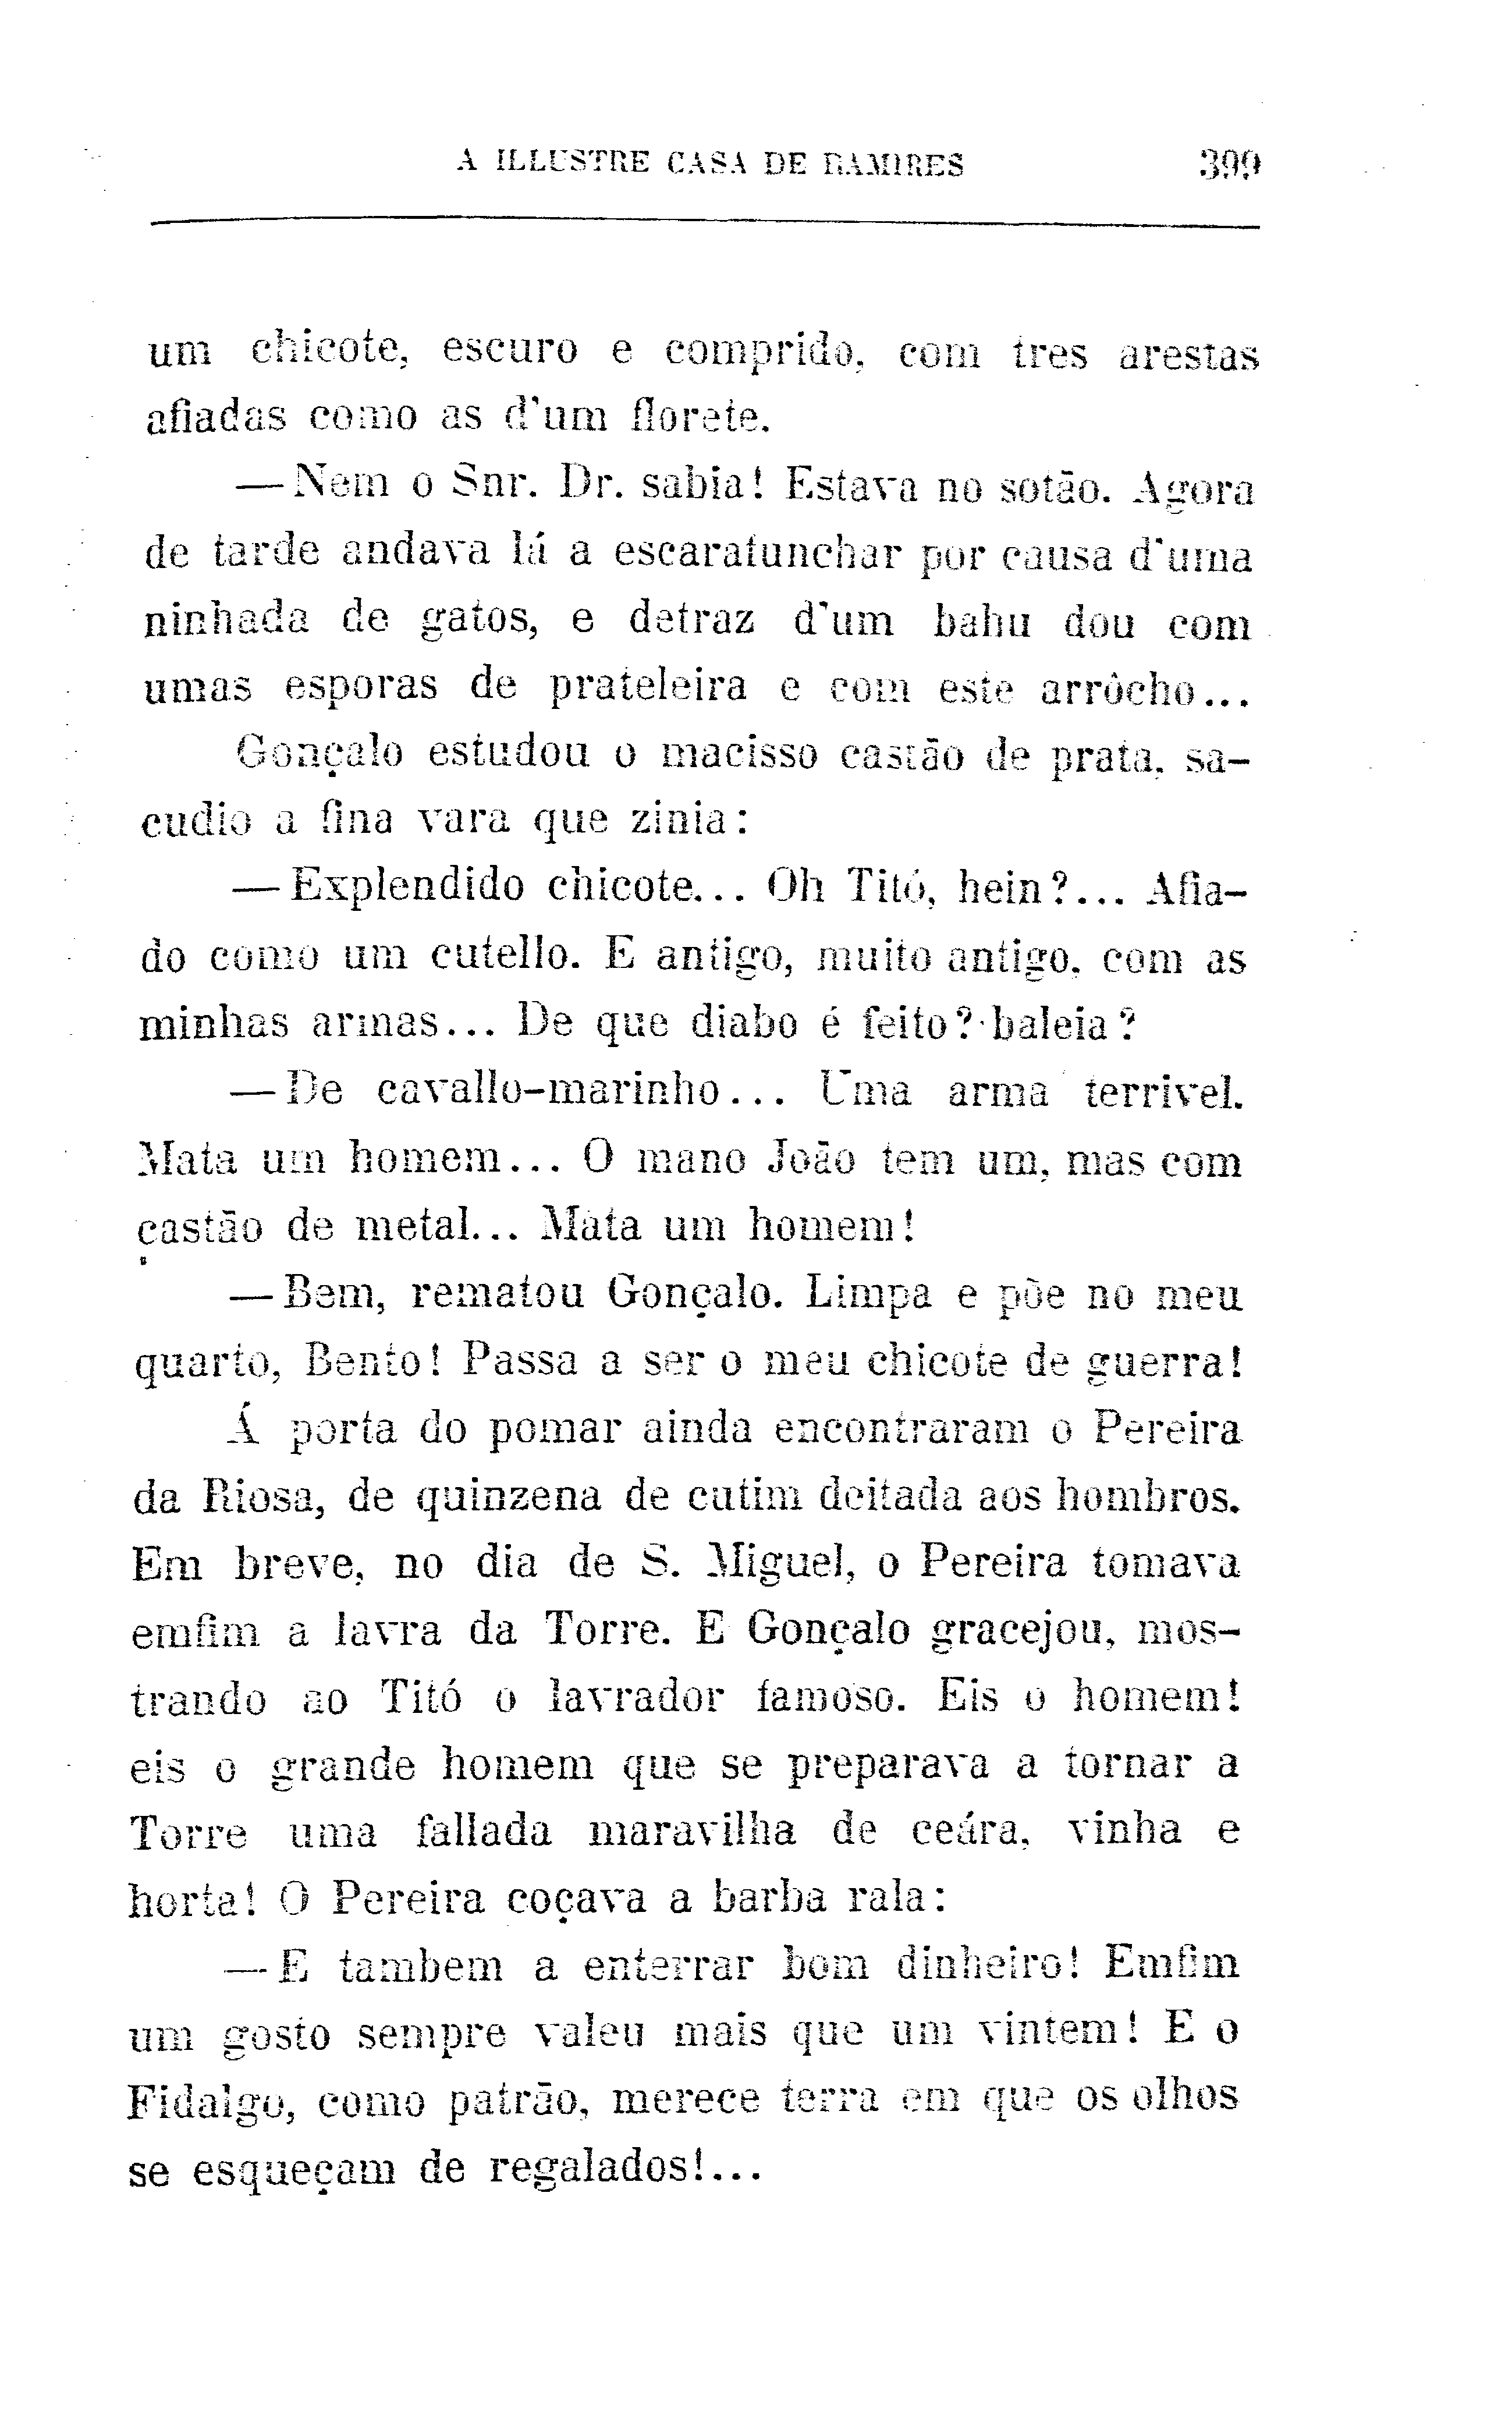 A ILLUSTRE CASA DE RAMIRES 399
um chicote, escuro e comprido, com tres arestas
afiadas como as d'um florete.
—Nem o Snr. Dr. sabia! Estava no sotão. Agora
de tarde andava lá a escaratunchar por causa d'uma
ninhada de gatos, e detraz d'um bahu dou com
umas esporas de prateleira e com este arrôcho...
Gonçalo estudou o macisso castão de prata, sa-
cudio a fina vara que zinia:
—Explendido chicote... Oh Titó, hein?... Afia-
do como um cutello. E antigo, muito antigo, com as
minhas armas... De que diabo é feito? baleia?
—De cavallo-marinho... Uma arma terrivel.
Mata um homem... O mano João tem um, mas com
castão de metal... Mata um homem!
—Bem, rematou Gonçalo. Limpa e põe no meu
quarto, Bento! Passa a ser o meu chicote de guerra!
Á porta do pomar ainda encontraram o Pereira
da Riosa, de quinzena de cutim deitada aos hombros.
Em breve, no dia de S. Miguel, o Pereira tomava
emfim a lavra da Torre. E Gonçalo gracejou, mos-
trando ao Titó o lavrador famoso. Eis o homem!
eis o grande homem que se preparava a tornar a
Torre uma fallada maravilha de ceára, vinha e
horta! O Pereira coçava a barba rala:
—E tambem a enterrar bom dinheiro! Emfim
um gosto sempre valeu mais que um vintem! E o
Fidalgo, como patrão, merece terra em que os olhos
se esqueçam de regalados!...